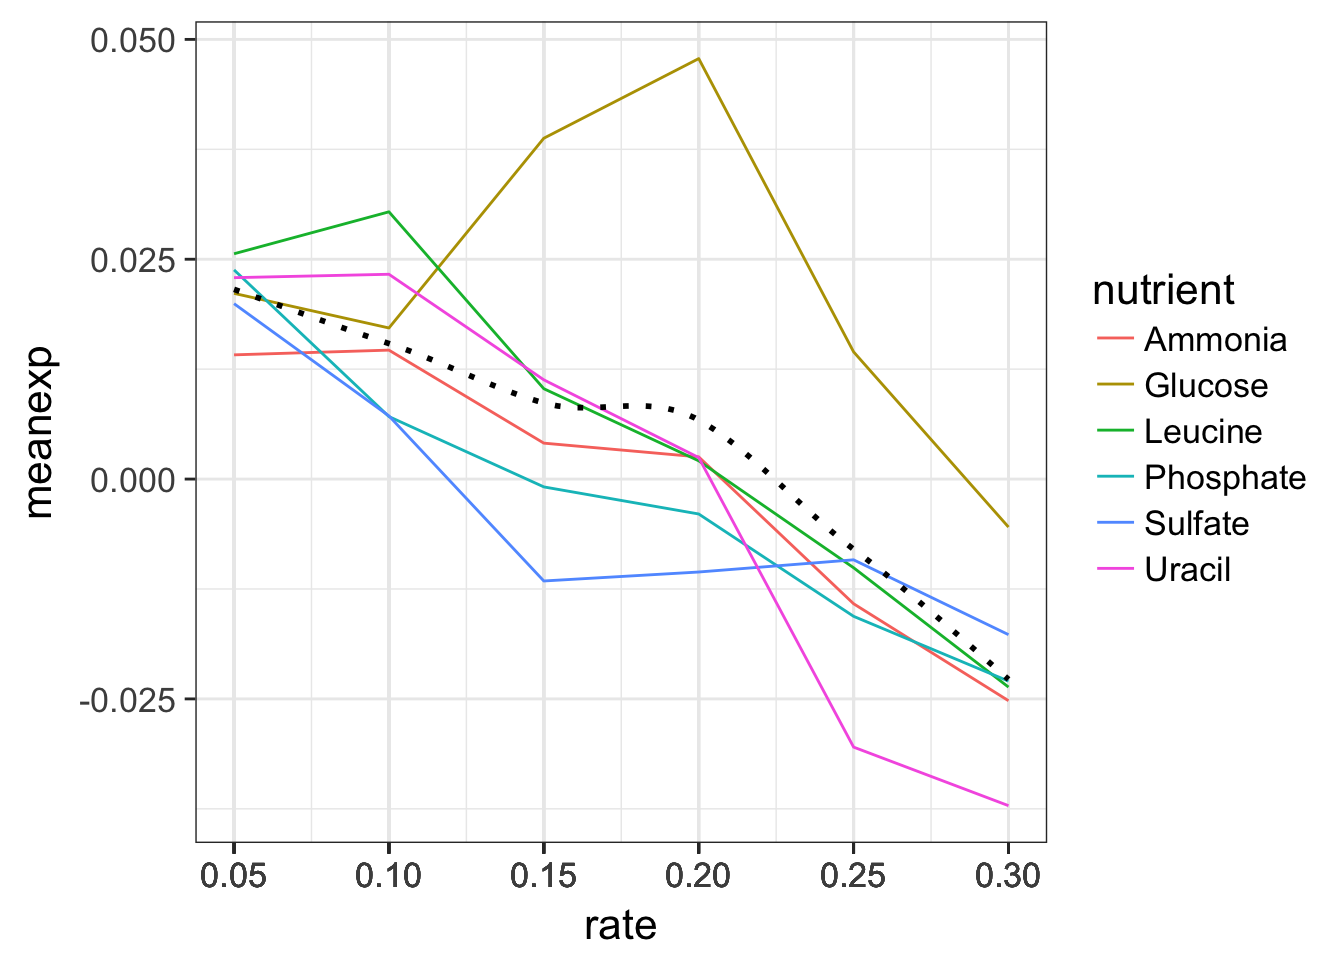 0.050
0.025
0.000
-0.025
meanexp
0.05 0.10 0.15 0.20 0.25 0.30
rate
nutrient
Ammonia
Glucose
Leucine
Phosphate
Sulfate
Uracil